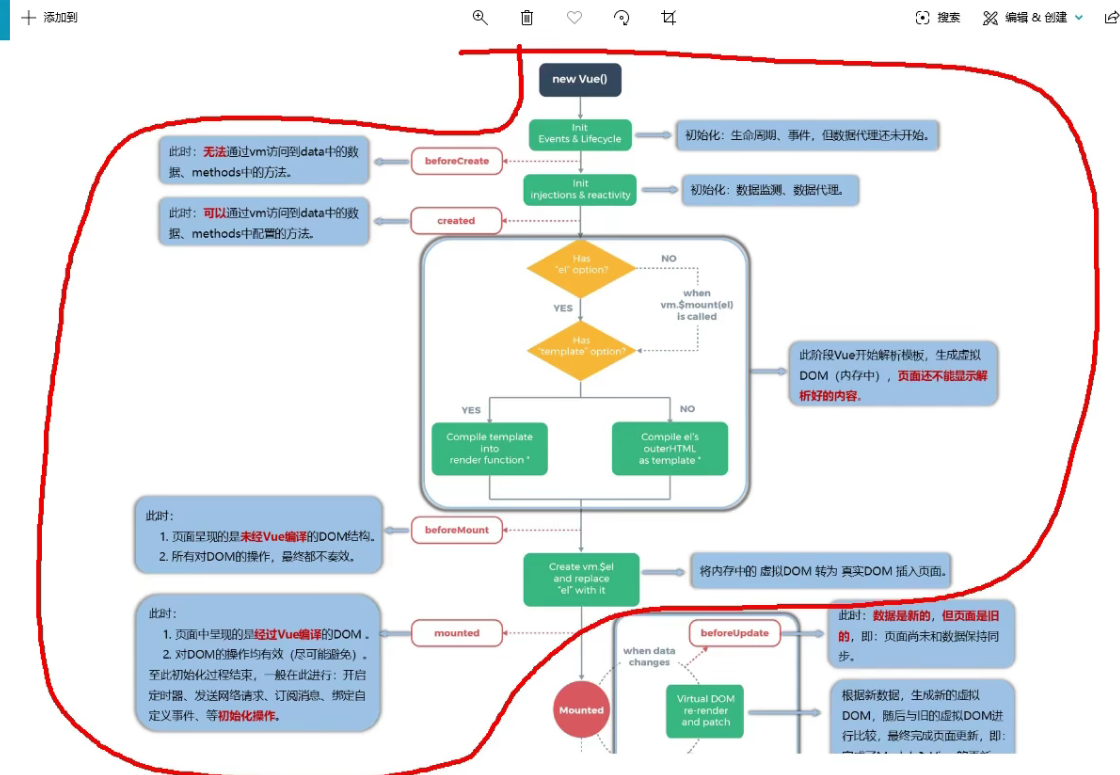 添加到
搜索
编辑 & 创建
new Vue()
Init
Events & Lifecycle
初始化：生命周期、事件，但数据代理还未开始。
beforeCreate
此时：无法通过vm访问到data中的数
据、methods中的方法。
Init
injections & reactivity
初始化：数据监测、数据代理。
created
此时：可以通过vm访问到data中的数
据、methods中配置的方法。
Has
"el" option?
NO
when
vm.$mount(el)
is called
YES
Has
"template" option?
此阶段Vue开始解析模板，生成虚拟
DOM（内存中），页面还不能显示解
析好的内容。
YES
NO
Compile template
into
render function *
Compile el's
outerHTML
as template *
beforeMount
此时：
1. 页面呈现的是未经Vue编译的DOM结构。
2. 所有对DOM的操作，最终都不奏效。
Create vm.$el
and replace
"el" with it
将内存中的 虚拟DOM 转为 真实DOM 插入页面。
mounted
此时：
1. 页面中呈现的是经过Vue编译的DOM 。
2. 对DOM的操作均有效（尽可能避免）。
至此初始化过程结束，一般在此进行：开启
定时器、发送网络请求、订阅消息、绑定自
定义事件、等初始化操作。
beforeUpdate
此时：数据是新的，但页面是旧
的，即：页面尚未和数据保持同
步。
when data
changes
Mounted
Virtual DOM
re-render
and patch
根据新数据，生成新的虚拟
DOM，随后与旧的虚拟DOM进
行比较，最终完成页面更新，即：